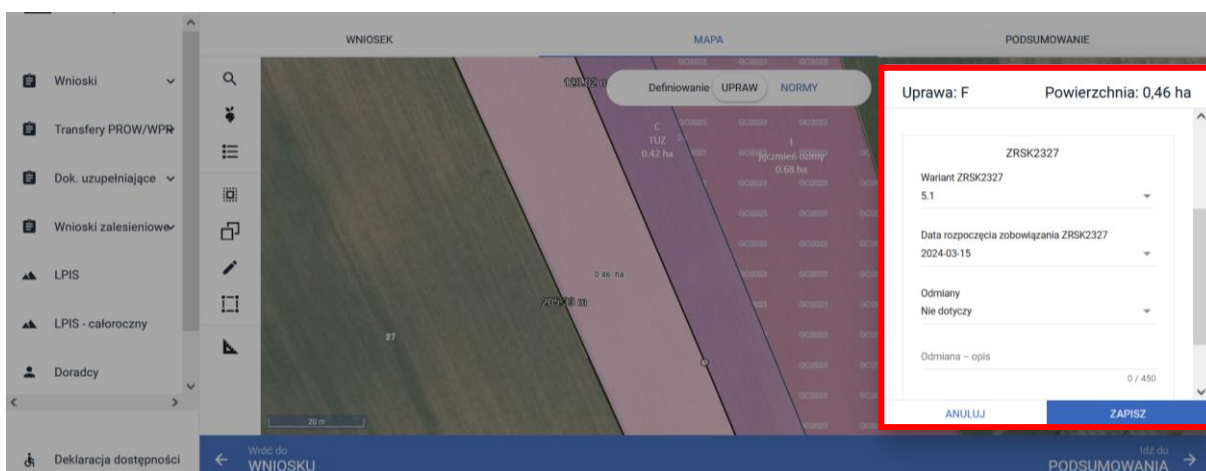 WNIOSEK
MAPA
PODSUMOWANIE
Wnioski
Transfery PROW/WPR
Dok. uzupełniające
Wnioski zalesieniowe
LPIS
LPIS - całoroczny
Doradcy
Deklaracja dostępności
Definiowanie UPRAW NORMY
GO2023 GO2023 GO2023
C
TUZ
0.42 ha
I
Jęczmień ozimy
0.68 ha
0.46 ha
27
20 m
Uprawa: F
Powierzchnia: 0,46 ha
ZRSK2327
Wariant ZRSK2327
5.1
Data rozpoczęcia zobowiązania ZRSK2327
2024-03-15
Odmiany
Nie dotyczy
Odmiana – opis
0 / 450
ANULUJ
ZAPISZ
Wróć do
WNIOSKU
Idź do
PODSUMOWANIA